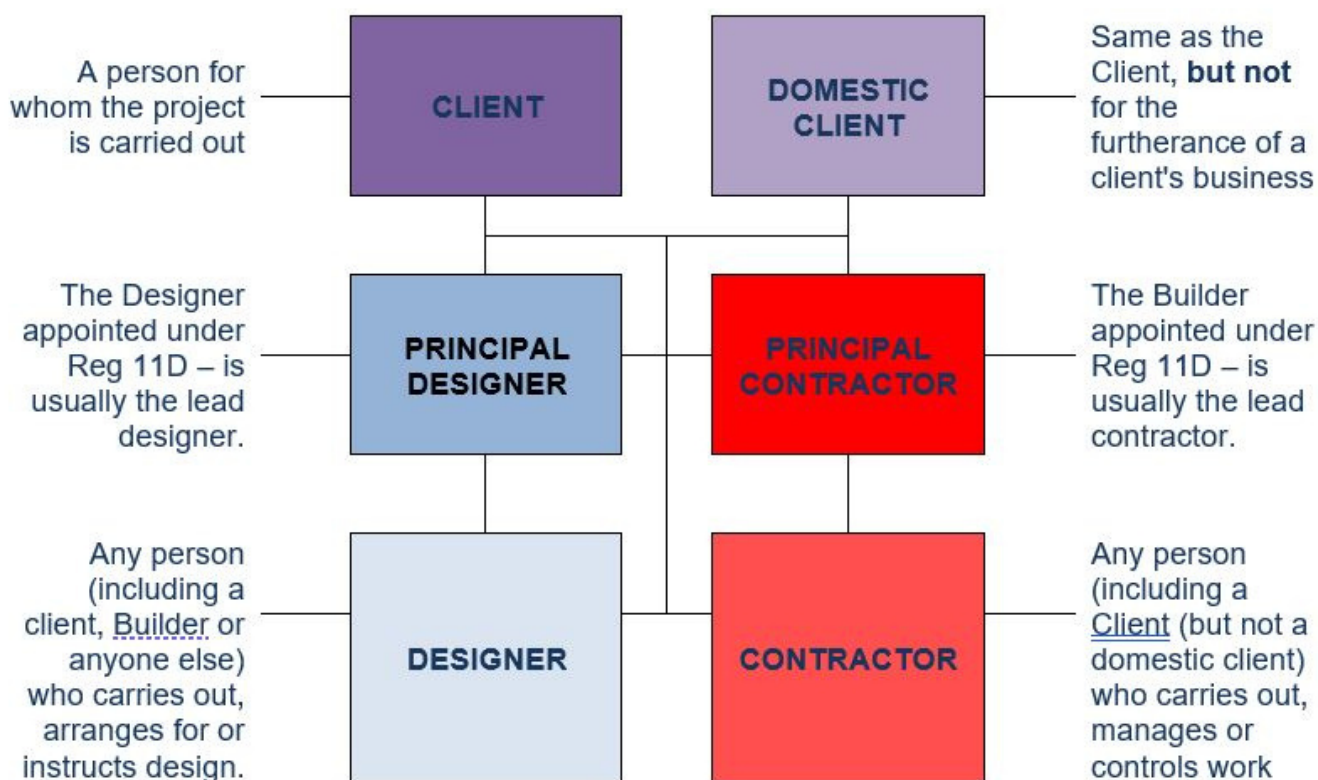 A person for
whom the project
is carried out
CLIENT
DOMESTIC
CLIENT
Same as the
Client, but not
for the
furtherance of a
client's business
The Designer
appointed under
Reg 11D – is
usually the lead
designer.
PRINCIPAL
DESIGNER
PRINCIPAL
CONTRACTOR
The Builder
appointed under
Reg 11D – is
usually the lead
contractor.
Any person
(including a
client, Builder or
anyone else)
who carries out,
arranges for or
instructs design.
DESIGNER
CONTRACTOR
Any person
(including a
Client (but not a
domestic client)
who carries out,
manages or
controls work